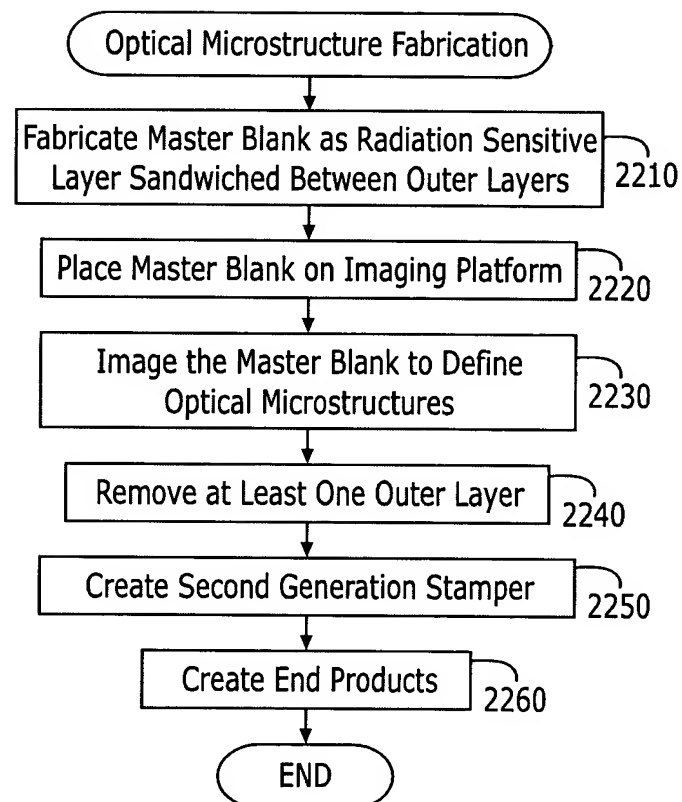 Optical Microstructure Fabrication
Fabricate Master Blank as Radiation Sensitive
Layer Sandwiched Between Outer Layers
2210
Place Master Blank on Imaging Platform
2220
Image the Master Blank to Define
Optical Microstructures
2230
Remove at Least One Outer Layer
2240
Create Second Generation Stamper
2250
Create End Products
2260
END